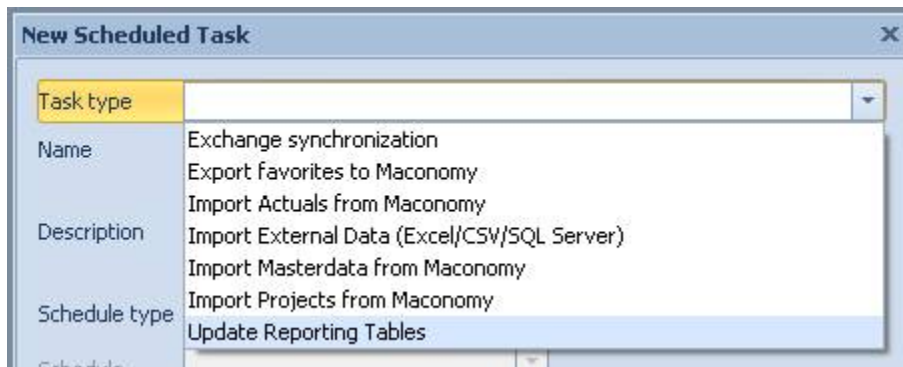 New Scheduled Task
Task type
Name
Exchange synchronization
Export favorites to Maconomy
Import Actuals from Maconomy
Description
Import External Data (Excel/CSV/SQL Server)
Import Masterdata from Maconomy
Schedule type
Import Projects from Maconomy
Update Reporting Tables